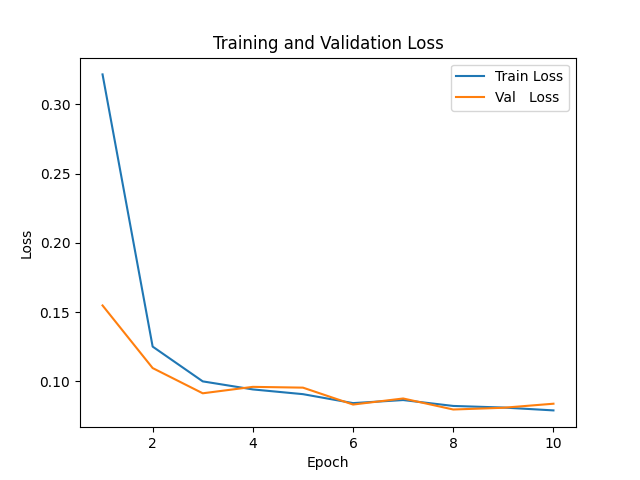 Training and Validation Loss
Train Loss
Val   Loss
0.30
0.25
0.20
0.15
0.10
Loss
2
4
6
8
10
Epoch